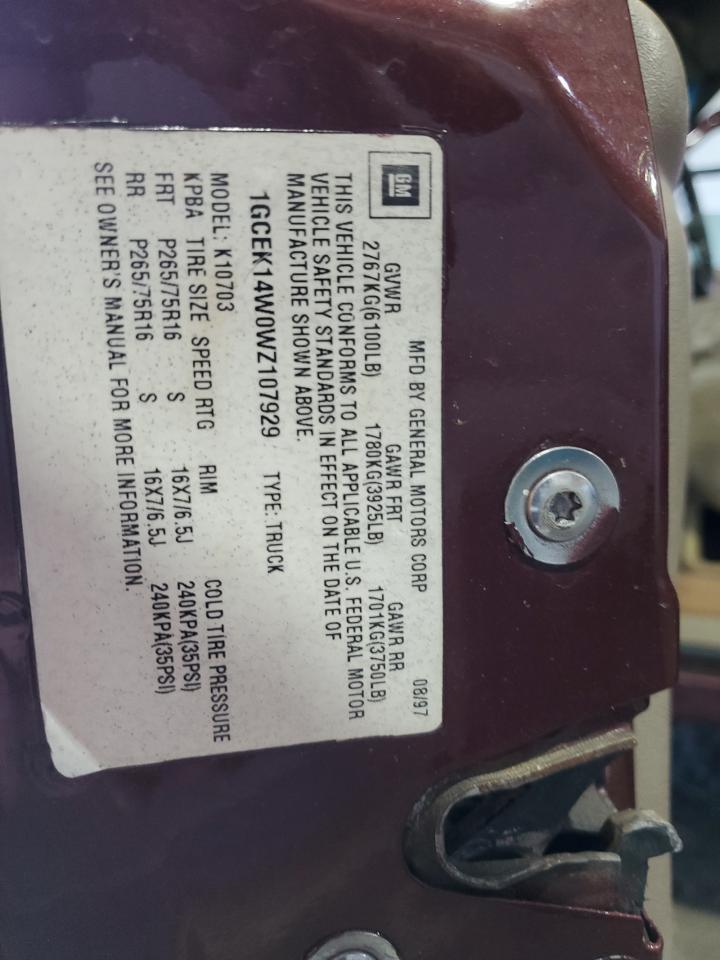 GM
MFD BY GENERAL MOTORS CORP 08/97
GVWR GAWR FRT GAWR RR
2767KG(6100LB) 1780KG(3925LB) 1701KG(3750LB)
THIS VEHICLE CONFORMS TO ALL APPLICABLE U.S. FEDERAL MOTOR
VEHICLE SAFETY STANDARDS IN EFFECT ON THE DATE OF
MANUFACTURE SHOWN ABOVE.
1GCEK14W0WZ107929 TYPE: TRUCK
MODEL: K10703
KPBA TIRE SIZE SPEED RTG RIM COLD TIRE PRESSURE
FRT P265/75R16 S 16X7/6.5J 240KPA(35PSI)
RR P265/75R16 S 16X7/6.5J 240KPA(35PSI)
SEE OWNER'S MANUAL FOR MORE INFORMATION.